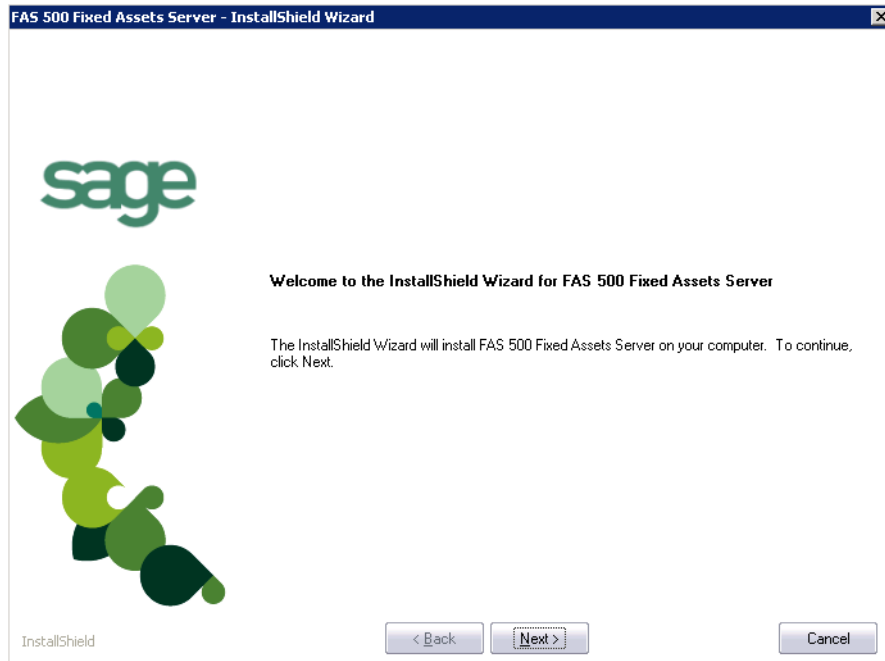 FAS 500 Fixed Assets Server - InstallShield Wizard
sage
Welcome to the InstallShield Wizard for FAS 500 Fixed Assets Server
The InstallShield Wizard will install FAS 500 Fixed Assets Server on your computer. To continue,
click Next.
InstallShield
< Back
Next >
Cancel